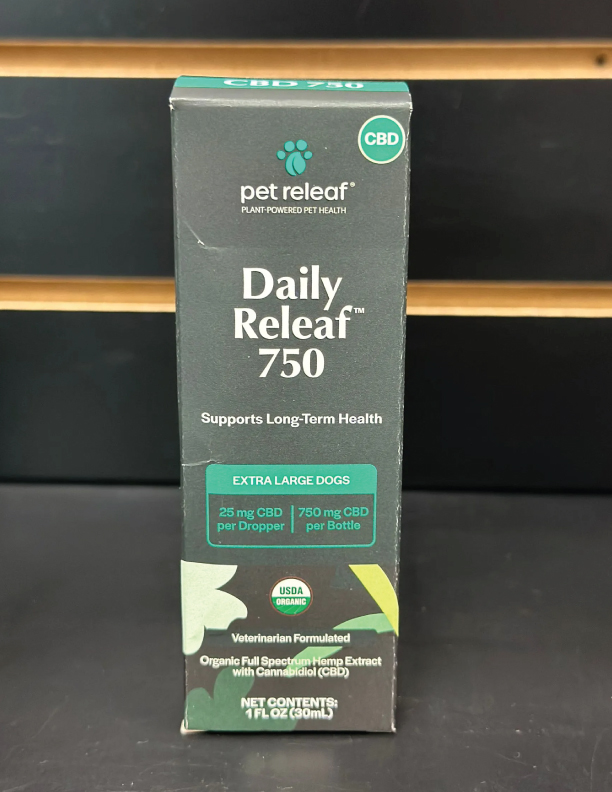 CBD 750
CBD
pet releaf®
PLANT-POWERED PET HEALTH
Daily
Releaf™
750
Supports Long-Term Health
EXTRA LARGE DOGS
25 mg CBD
per Dropper
750 mg CBD
per Bottle
USDA
ORGANIC
Veterinarian Formulated
Organic Full Spectrum Hemp Extract
with Cannabidiol (CBD)
NET CONTENTS:
1 FL OZ (30mL)